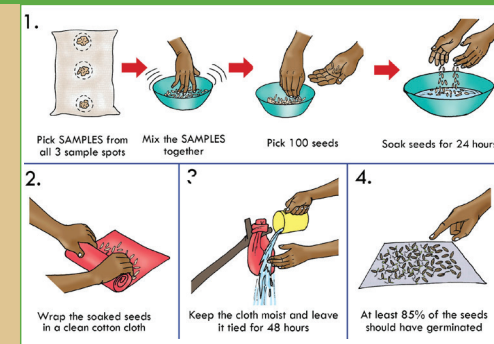 1.
Pick SAMPLES from
all 3 sample spots
Mix the SAMPLES
together
Pick 100 seeds
Soak seeds for 24 hours
2.
Wrap the soaked seeds
in a clean cotton cloth
3
Keep the cloth moist and leave
it tied for 48 hours
4.
At least 85% of the seeds
should have germinated